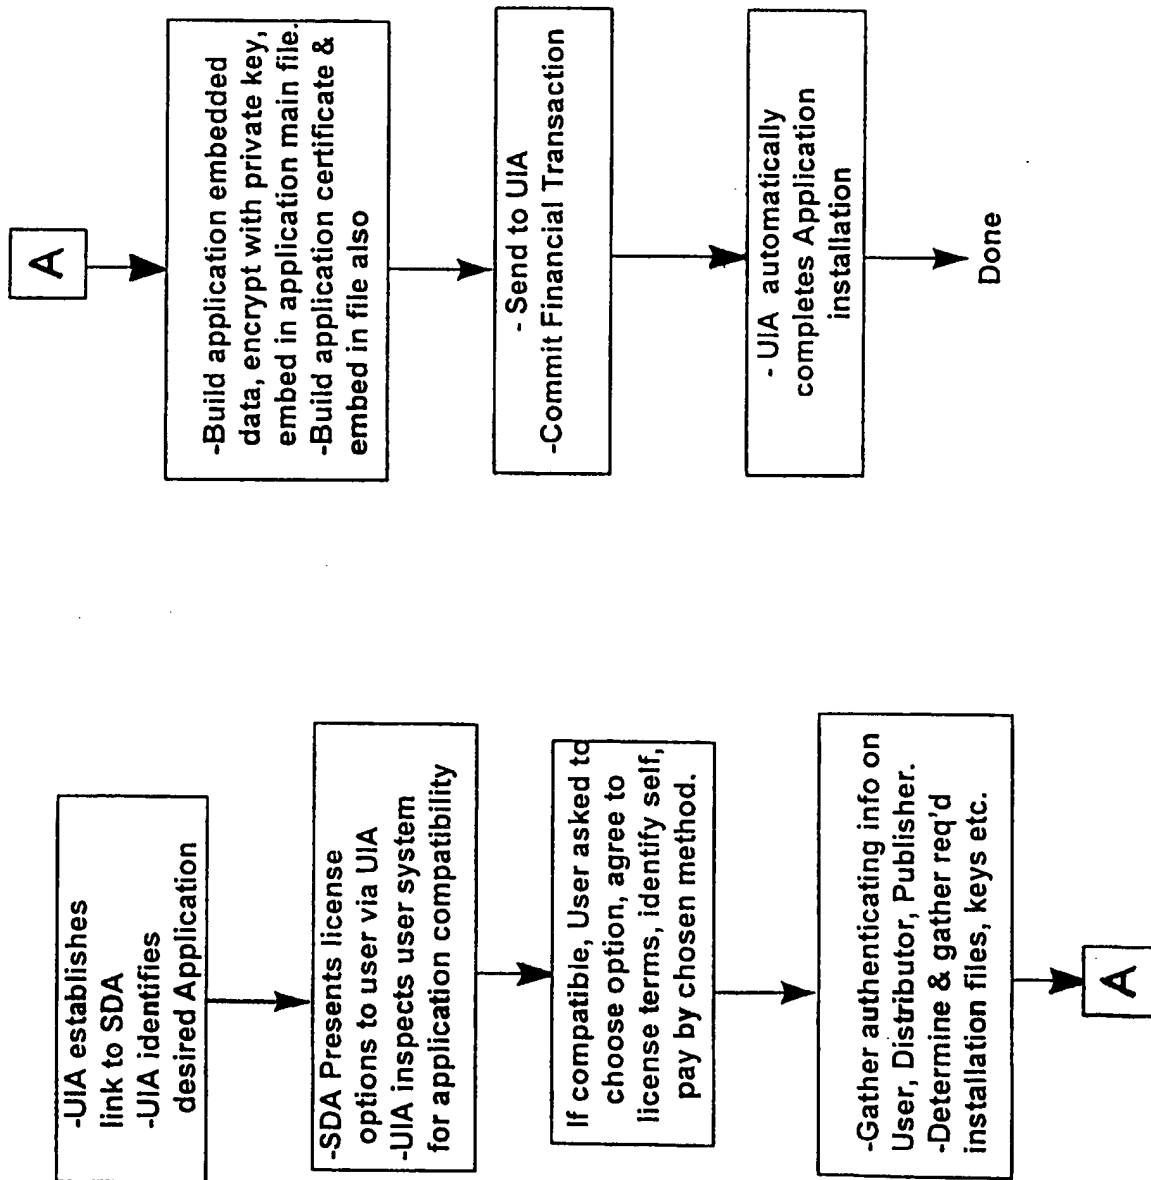 -UIA establishes
link to SDA
-UIA identifies
desired Application
-SDA Presents license
options to user via UIA
-UIA inspects user system
for application compatibility
If compatible, User asked to
choose option, agree to
license terms, identify self,
pay by chosen method.
-Gather authenticating info on
User, Distributor, Publisher.
-Determine & gather req'd
installation files, keys etc.
A
A
-Build application embedded
data, encrypt with private key,
embed in application main file.
-Build application certificate &
embed in file also
- Send to UIA
-Commit Financial Transaction
- UIA automatically
completes Application
installation
Done